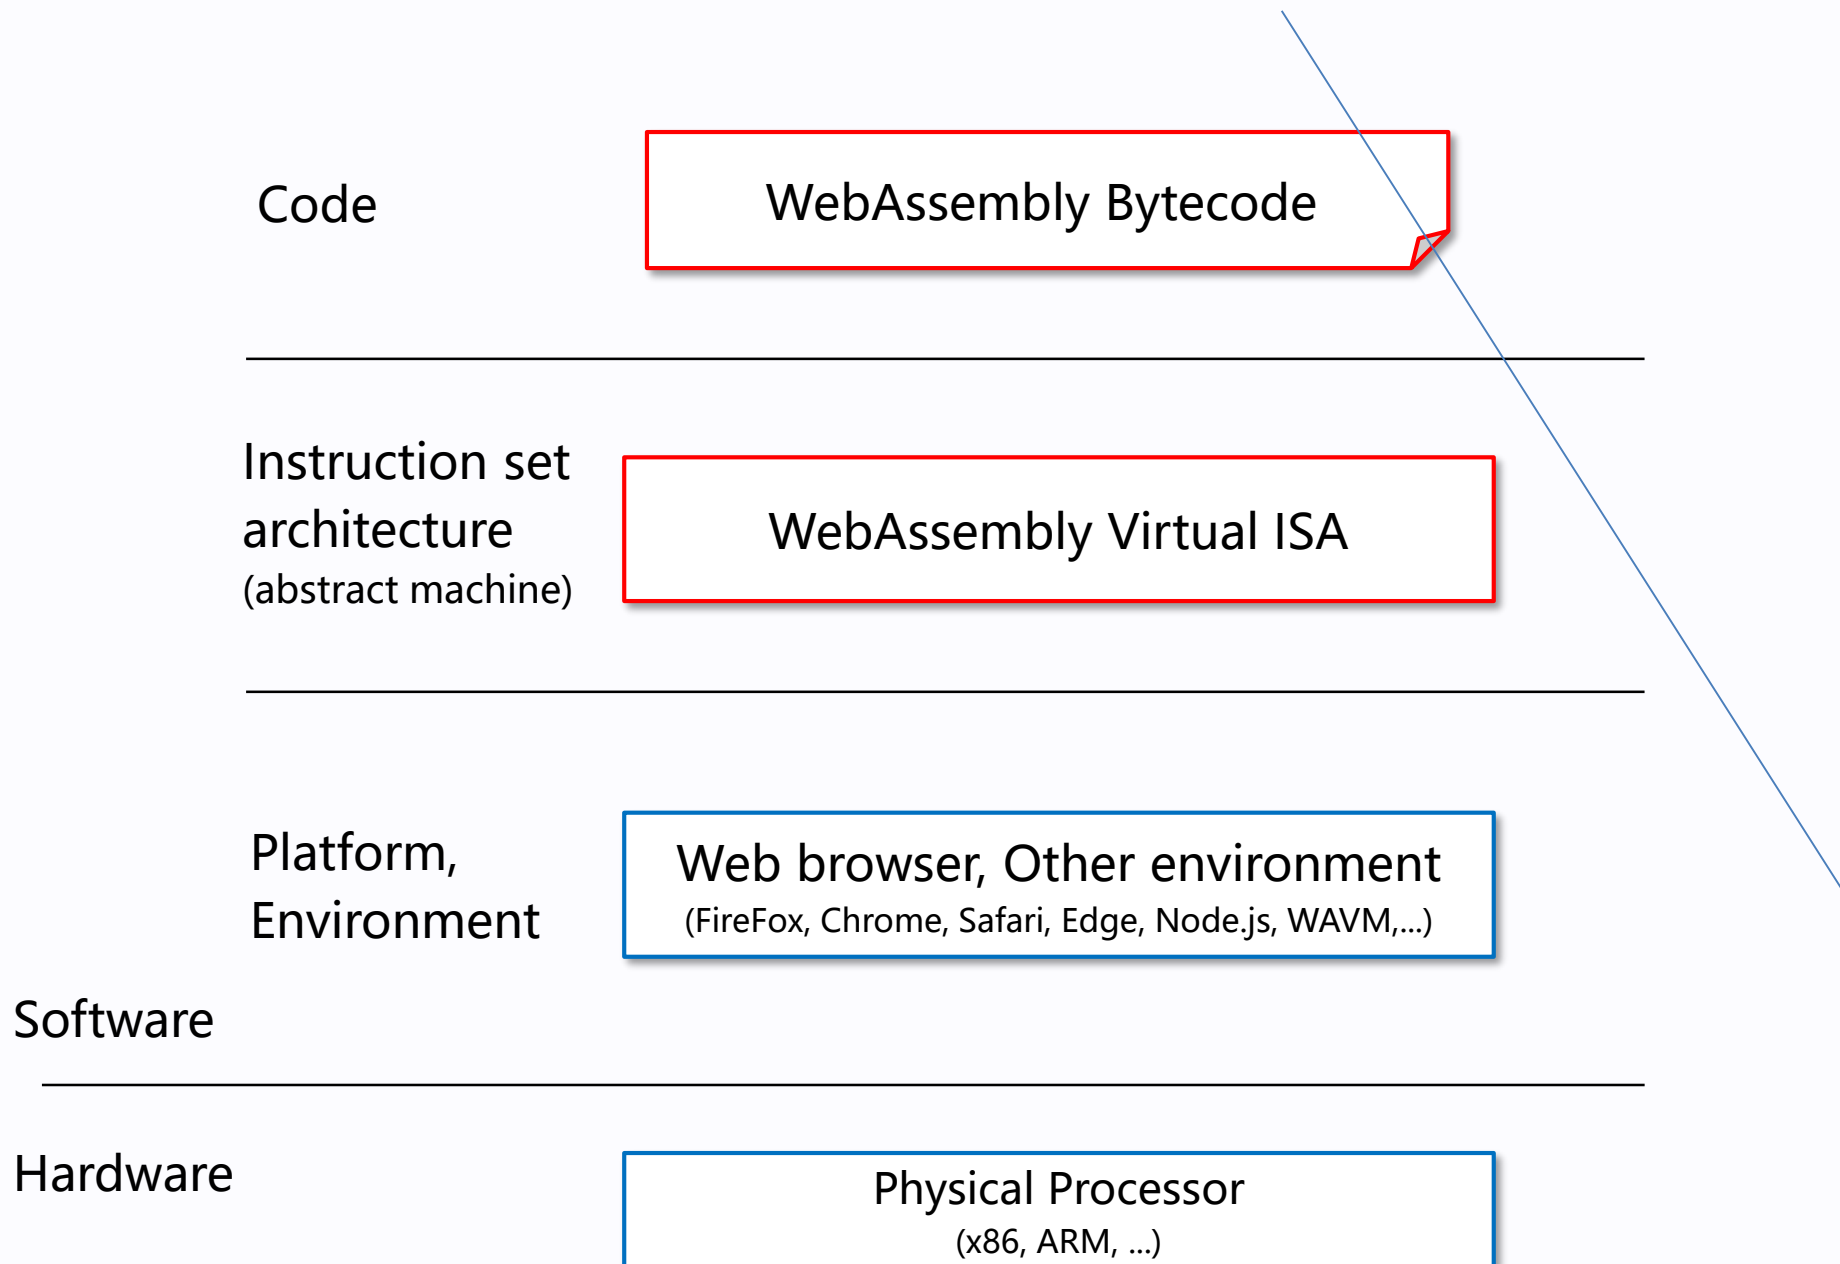 Code
WebAssembly Bytecode
Instruction set
architecture
(abstract machine)
WebAssembly Virtual ISA
Platform,
Environment
Web browser, Other environment
(FireFox, Chrome, Safari, Edge, Node.js, WAVM,...)
Software
Hardware
Physical Processor
(x86, ARM, ...)